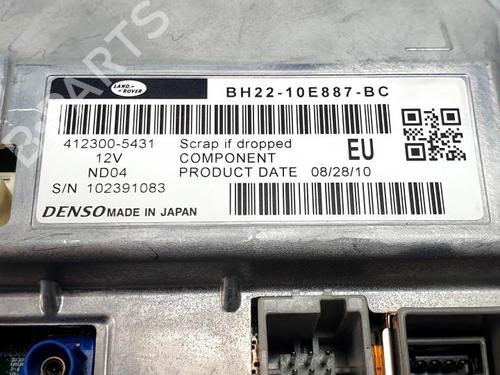 LAND-
ROVER
BH22-10E887-BC
412300-5431
12V
ND04
S/N 102391083
Scrap if dropped
COMPONENT
PRODUCT DATE 08/28/10
EU
DENSO MADE IN JAPAN